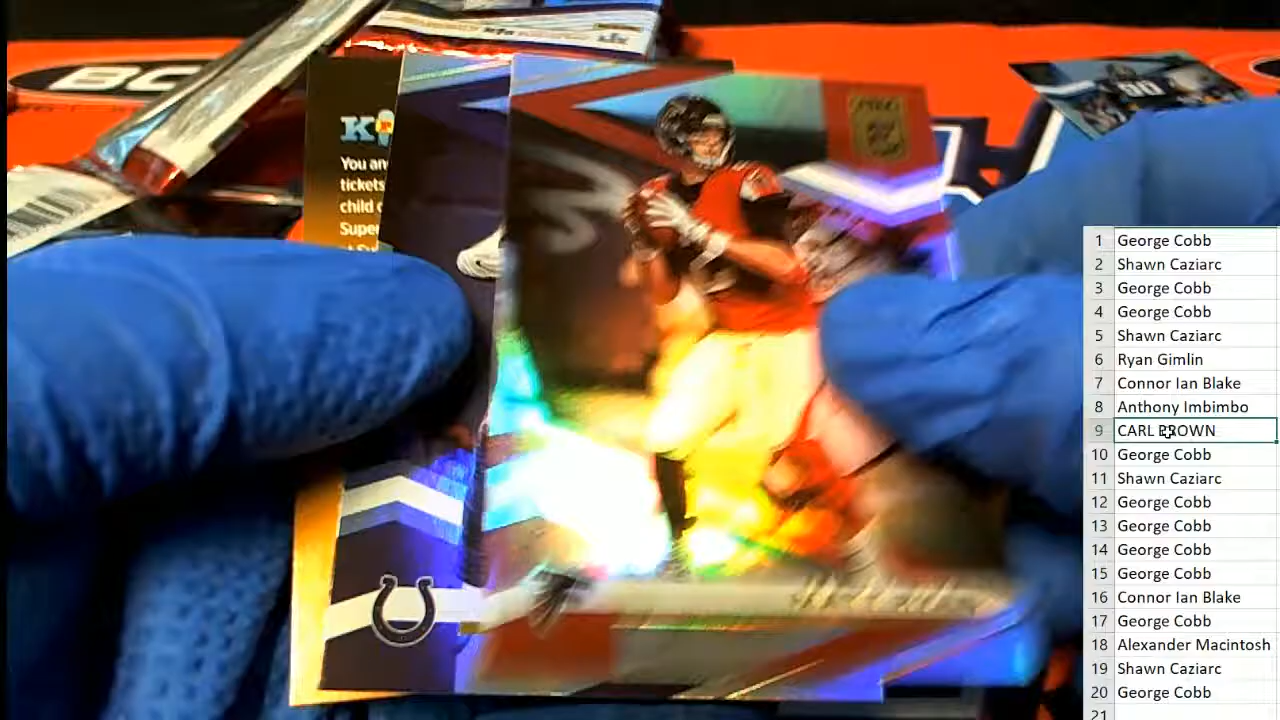 BC
K
You an
tickets
child c
Super
1 George Cobb
2 Shawn Caziarc
3 George Cobb
4 George Cobb
5 Shawn Caziarc
6 Ryan Gimlin
7 Connor Ian Blake
8 Anthony Imbimbo
9 CARL BROWN
10 George Cobb
11 Shawn Caziarc
12 George Cobb
13 George Cobb
14 George Cobb
15 George Cobb
16 Connor Ian Blake
17 George Cobb
18 Alexander Macintosh
19 Shawn Caziarc
20 George Cobb
21